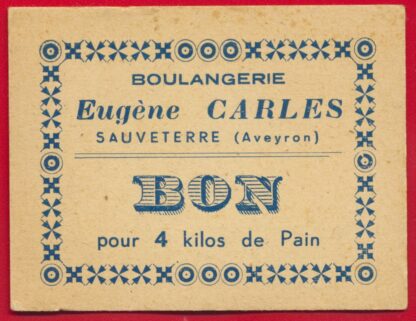 BOULANGERIE
Eugène CARLES
SAUVETERRE (Aveyron)
BON
pour 4 kilos de Pain